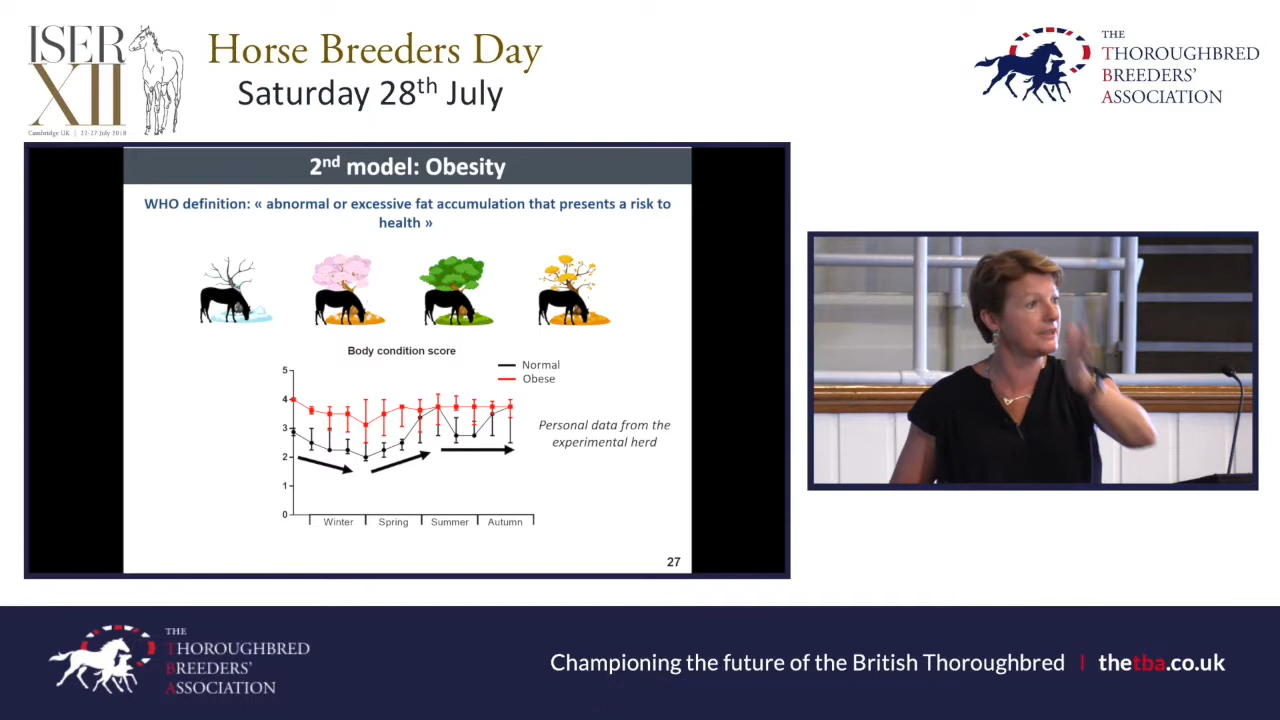 ISER
XII
Cambridge UK | 22-27 July 2018
Horse Breeders Day
Saturday 28th July
THE
THOROUGHBRED
BREEDERS'
ASSOCIATION
2nd model: Obesity
WHO definition: « abnormal or excessive fat accumulation that presents a risk to
health »
Body condition score
Normal
Obese
5
4
3
2
1
0
Winter
Spring
Summer
Autumn
Personal data from the
experimental herd
27
THE
THOROUGHBRED
BREEDERS'
ASSOCIATION
Championing the future of the British Thoroughbred | thetba.co.uk